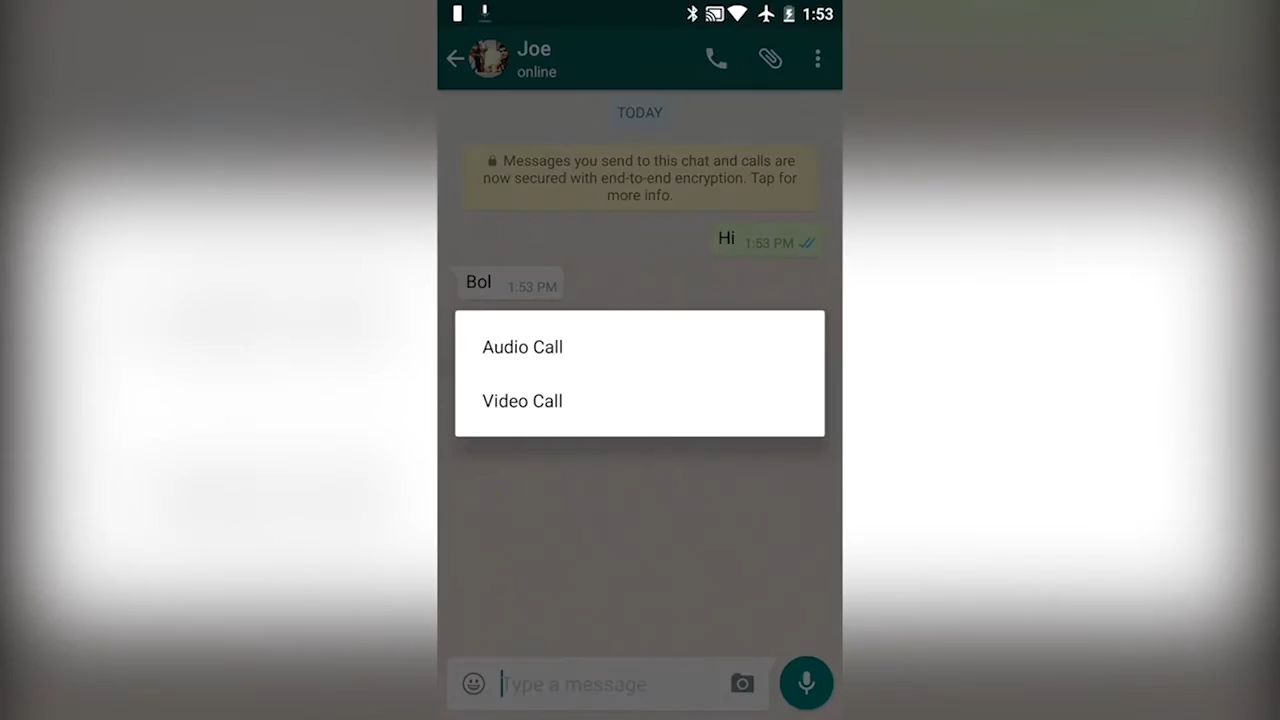 1:53
Joe
online
TODAY
Messages you send to this chat and calls are
now secured with end-to-end encryption. Tap for
more info.
Hi 1:53 PM
Bol 1:53 PM
Audio Call
Video Call
Type a message